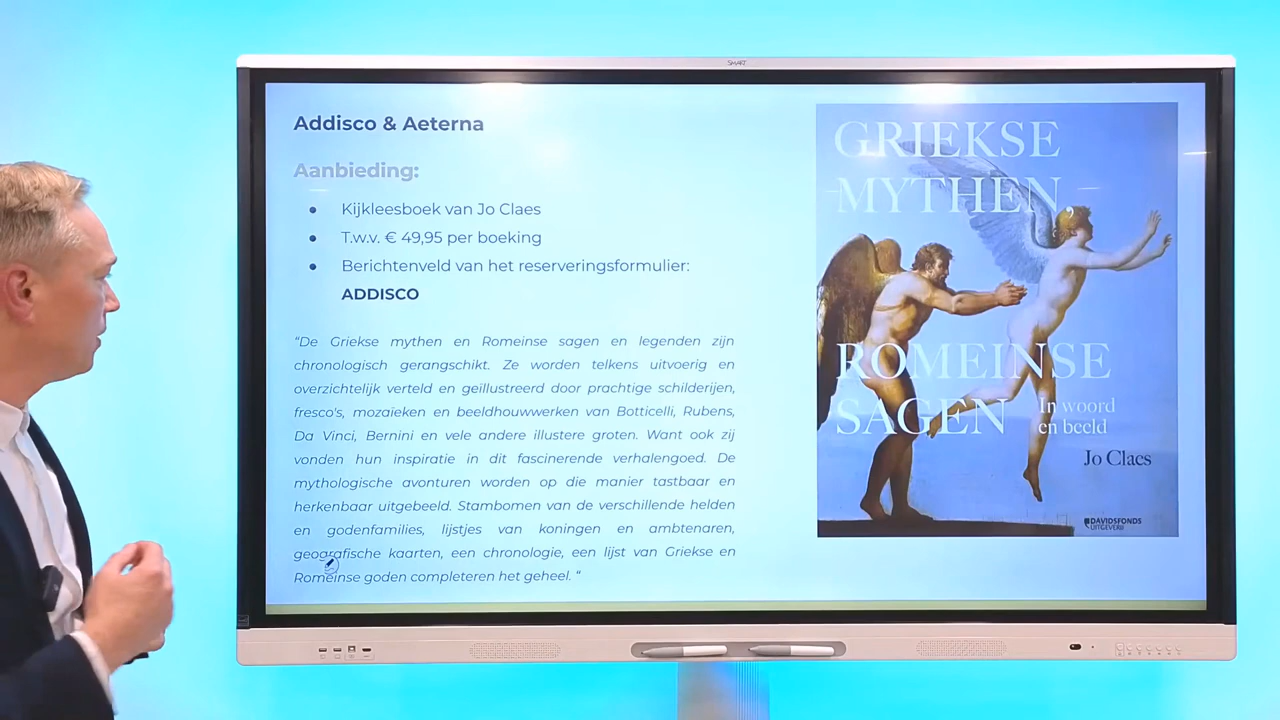 SMART
Addisco & Aeterna
Aanbieding:
• Kijkleesboek van Jo Claes
• T.w.v. € 49,95 per boeking
• Berichtenveld van het reserveringsformulier:
ADDISCO
“De Griekse mythen en Romeinse sagen en legenden zijn
chronologisch gerangschikt. Ze worden telkens uitvoerig en
overzichtelijk verteld en geïllustreerd door prachtige schilderijen,
fresco's, mozaïeken en beeldhouwwerken van Botticelli, Rubens,
Da Vinci, Bernini en vele andere illustere groten. Want ook zij
vonden hun inspiratie in dit fascinerende verhalengoed. De
mythologische avonturen worden op die manier tastbaar en
herkenbaar uitgebeeld. Stambomen van de verschillende helden
en godenfamilies, lijstjes van koningen en ambtenaren,
geografische kaarten, een chronologie, een lijst van Griekse en
Romeinse goden completeren het geheel. “
GRIEKSE
MYTHEN,
ROMEINSE
SAGEN
In woord
en beeld
Jo Claes
DAVIDSFONDS
UITGEVERIJ